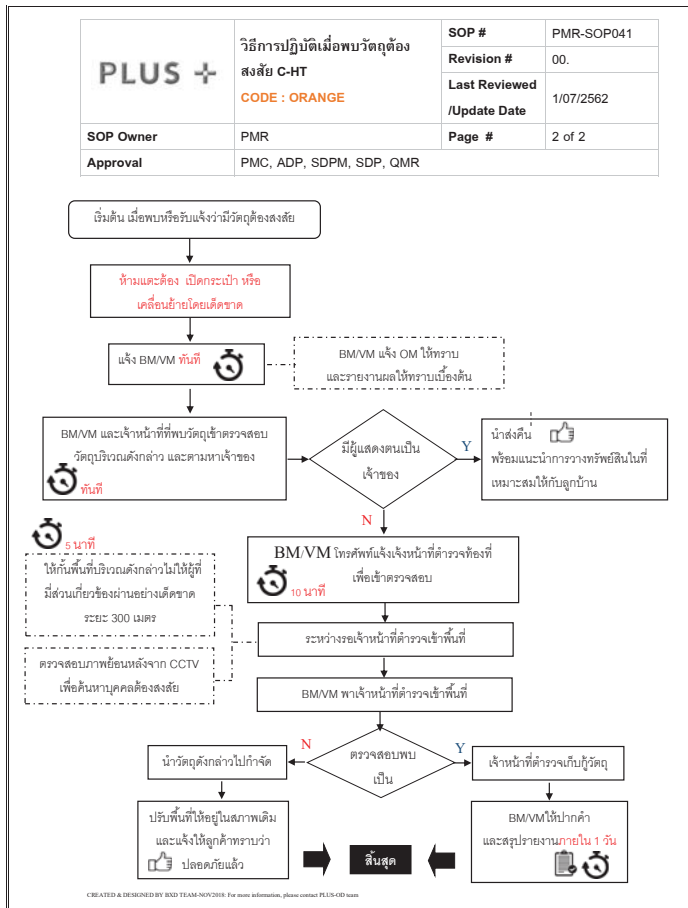 PLUS +
วิธีการปฏิบัติเมื่อพบวัตถุต้อง
สงสัย C-HT
CODE : ORANGE
SOP # PMR-SOP041
Revision # 00.
Last Reviewed
/Update Date 1/07/2562
SOP Owner PMR Page # 2 of 2
Approval PMC, ADP, SDPM, SDP, QMR
เริ่มต้น เมื่อพบหรือรับแจ้งว่ามีวัตถุต้องสงสัย
ห้ามแตะต้อง เปิดกระเป๋า หรือ
เคลื่อนย้ายโดยเด็ดขาด
แจ้ง BM/VM ทันที
BM/VM แจ้ง OM ให้ทราบ
และรายงานผลให้ทราบเบื้องต้น
BM/VM และเจ้าหน้าที่ที่พบวัตถุเข้าตรวจสอบ
วัตถุบริเวณดังกล่าว และตามหาเจ้าของ
ทันที
มีผู้แสดงตนเป็น
เจ้าของ
Y
นำส่งคืน
พร้อมแนะนำการวางทรัพย์สินในที่
เหมาะสมให้กับลูกบ้าน
N
5 นาที
ให้กั้นพื้นที่บริเวณดังกล่าวไม่ให้ผู้ที่
มีส่วนเกี่ยวข้องผ่านอย่างเด็ดขาด
ระยะ 300 เมตร
BM/VM โทรศัพท์แจ้งเจ้งหน้าที่ตำรวจท้องที่
เพื่อเข้าตรวจสอบ
10 นาที
ระหว่างรอเจ้าหน้าที่ตำรวจเข้าพื้นที่
ตรวจสอบภาพย้อนหลังจาก CCTV
เพื่อค้นหาบุคคลต้องสงสัย
BM/VM พาเจ้าหน้าที่ตำรวจเข้าพื้นที่
ตรวจสอบพบ
เป็น
N
Y
นำวัตถุดังกล่าวไปกำจัด
เจ้าหน้าที่ตำรวจเก็บกู้วัตถุ
ปรับพื้นที่ให้อยู่ในสภาพเดิม
และแจ้งให้ลูกค้าทราบว่า
ปลอดภัยแล้ว
สิ้นสุด
BM/VMให้ปากคำ
และสรุปรายงานภายใน 1 วัน
CREATED & DESIGNED BY BXD TEAM-NOV2018: For more information, please contact PLUS-OD team